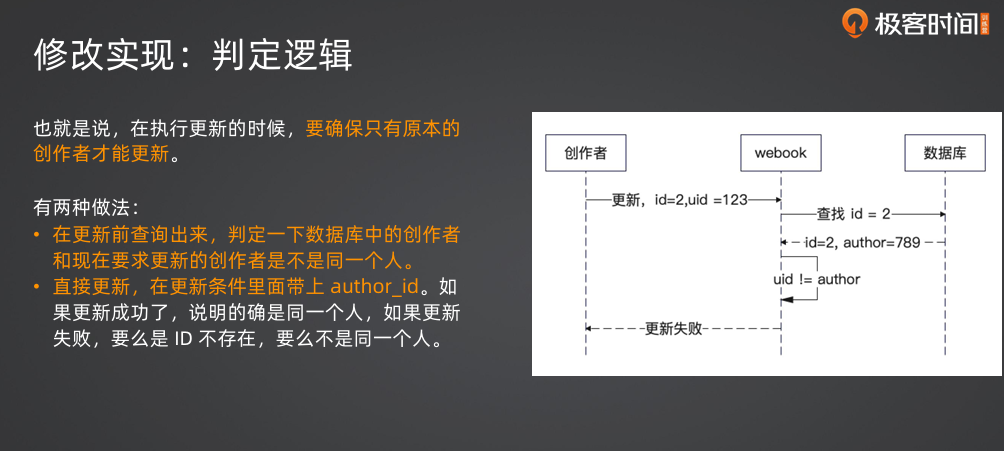 极客时间 训练营
修改实现：判定逻辑
也就是说，在执行更新的时候，要确保只有原本的
创作者才能更新。
有两种做法：
• 在更新前查询出来，判定一下数据库中的创作者
和现在要求更新的创作者是不是同一个人。
• 直接更新，在更新条件里面带上 author_id。如
果更新成功了，说明的确是同一个人，如果更新
失败，要么是 ID 不存在，要么不是同一个人。
创作者
webook
数据库
更新，id=2,uid =123
查找 id = 2
id=2, author=789
uid != author
更新失败